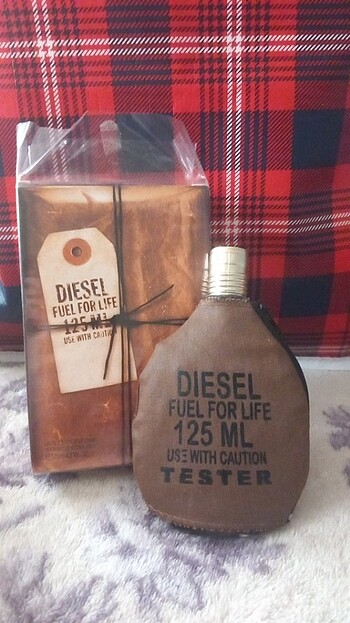 DIESEL
FUEL FOR LIFE
125 ML
USE WITH CAUTION
DIESEL
FUEL FOR LIFE
125 ML
USE WITH CAUTION
TESTER